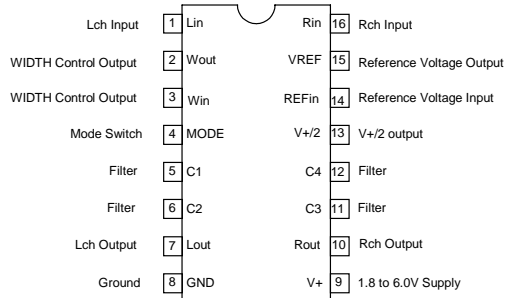 Lch Input 1 Lin Rin 16 Rch Input
WIDTH Control Output 2 Wout VREF 15 Reference Voltage Output
WIDTH Control Output 3 Win REFin 14 Reference Voltage Input
Mode Switch 4 MODE V+/2 13 V+/2 output
Filter 5 C1 C4 12 Filter
Filter 6 C2 C3 11 Filter
Lch Output 7 Lout Rout 10 Rch Output
Ground 8 GND V+ 9 1.8 to 6.0V Supply